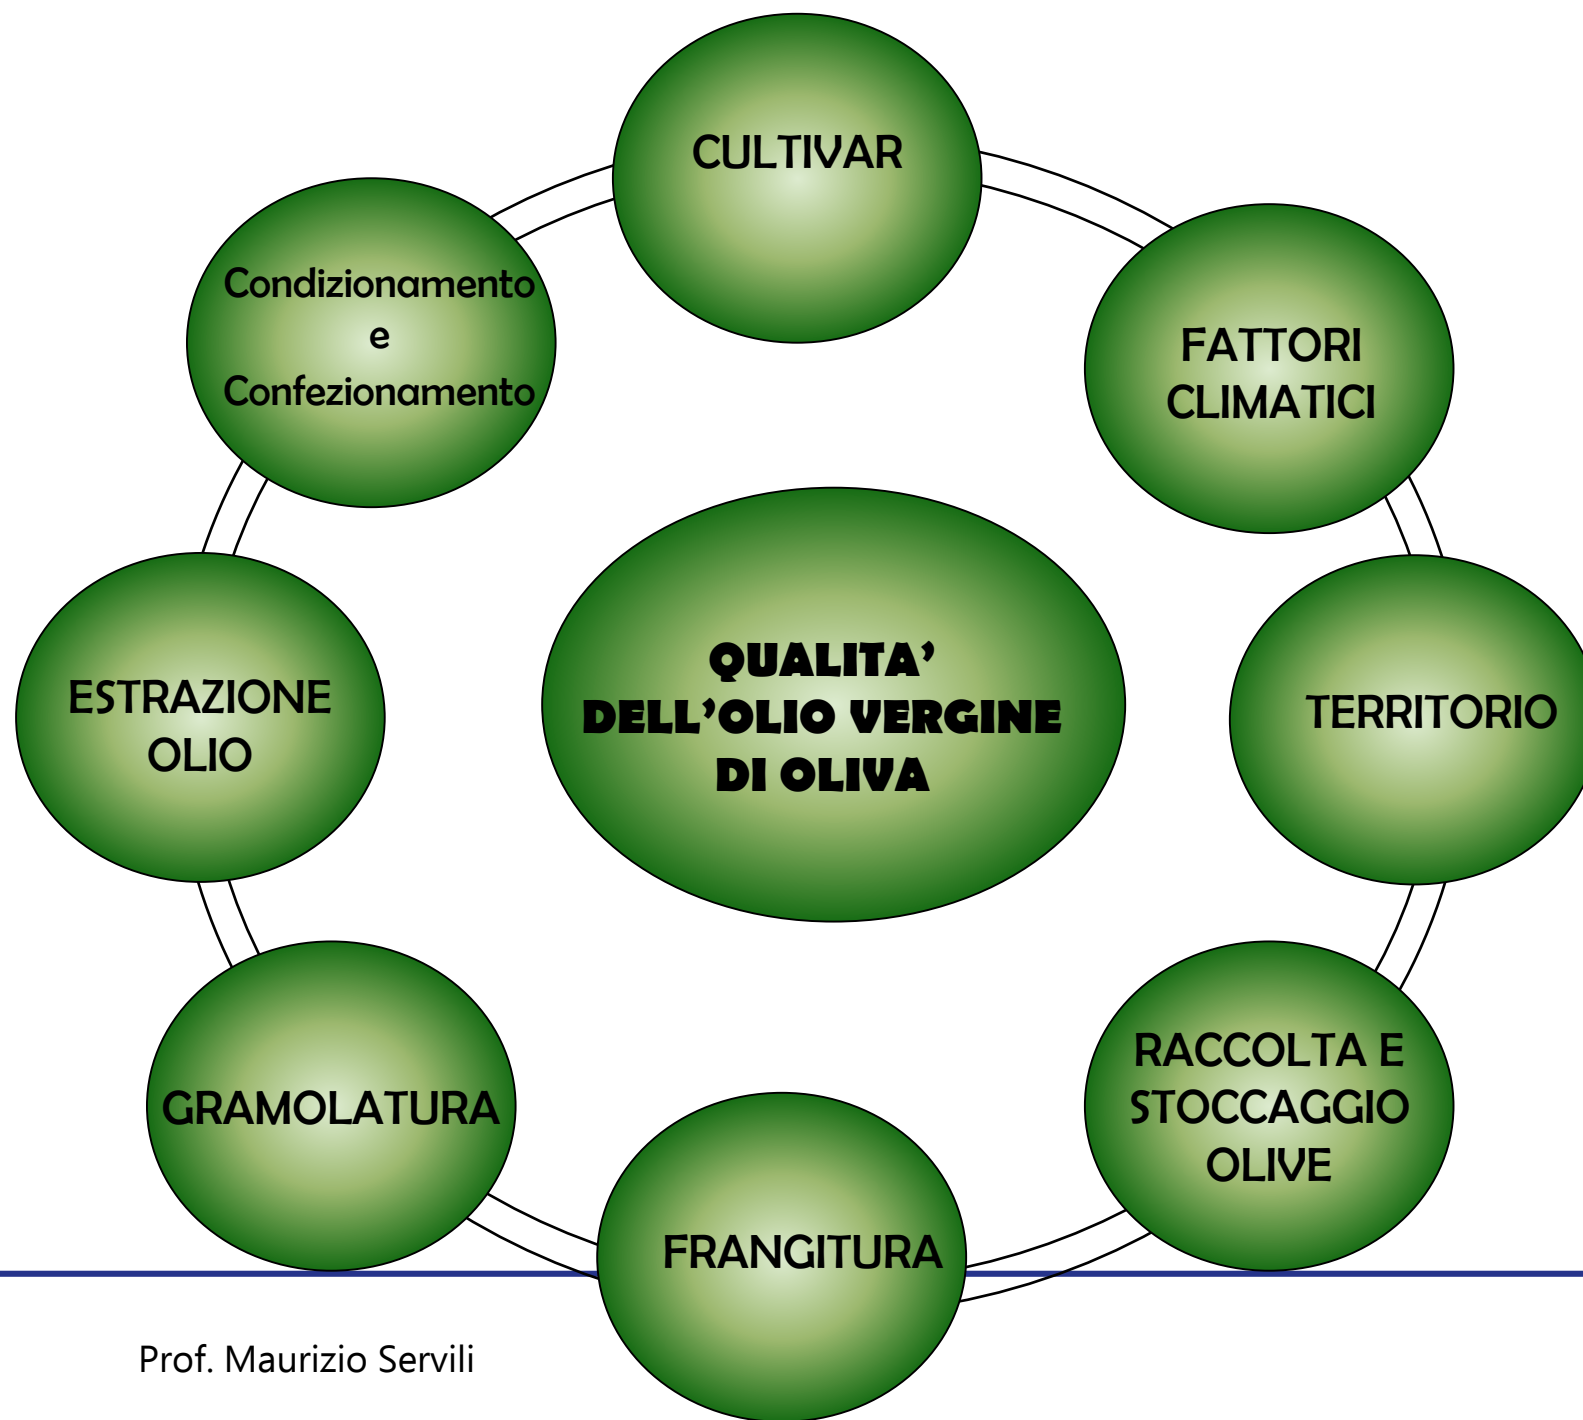 CULTIVAR
FATTORI
CLIMATICI
TERRITORIO
RACCOLTA E
STOCCAGGIO
OLIVE
FRANGITURA
GRAMOLATURA
ESTRAZIONE
OLIO
Condizionamento
e
Confezionamento
QUALITA’
DELL’OLIO VERGINE
DI OLIVA
Prof. Maurizio Servili